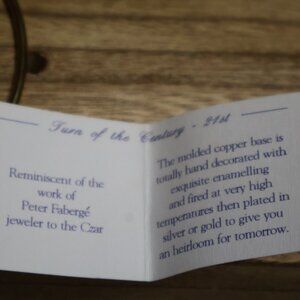 Turn of the Century - 21st
Reminiscent of the
work of
Peter Fabergé
jeweler to the Czar
The molded copper base is
totally hand decorated with
exquisite enamelling
and fired at very high
temperatures then plated in
silver or gold to give you
an heirloom for tomorrow.